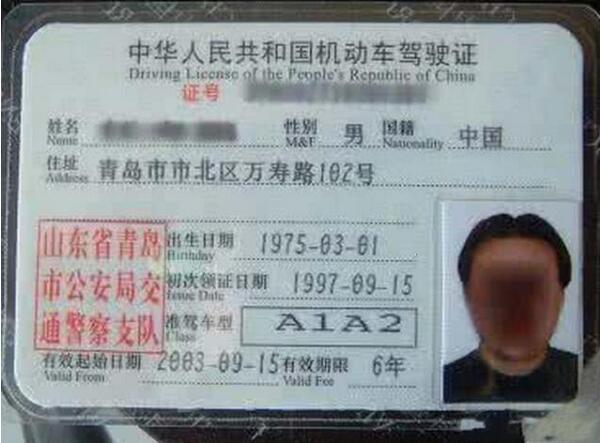 中华人民共和国机动车驾驶证
Driving License of the People's Republic of China
证号
姓名 性别 男 国籍 中国
Name M&F Nationality
住址 青岛市市北区万寿路102号
Address
山东省青岛
市公安局交
通警察支队
出生日期 1975-03-01
Birthday
初次领证日期 1997-09-15
Issue Date
准驾车型 A1A2
Class
有效起始日期 2003-09-15 有效期限 6年
Valid From Valid Fee